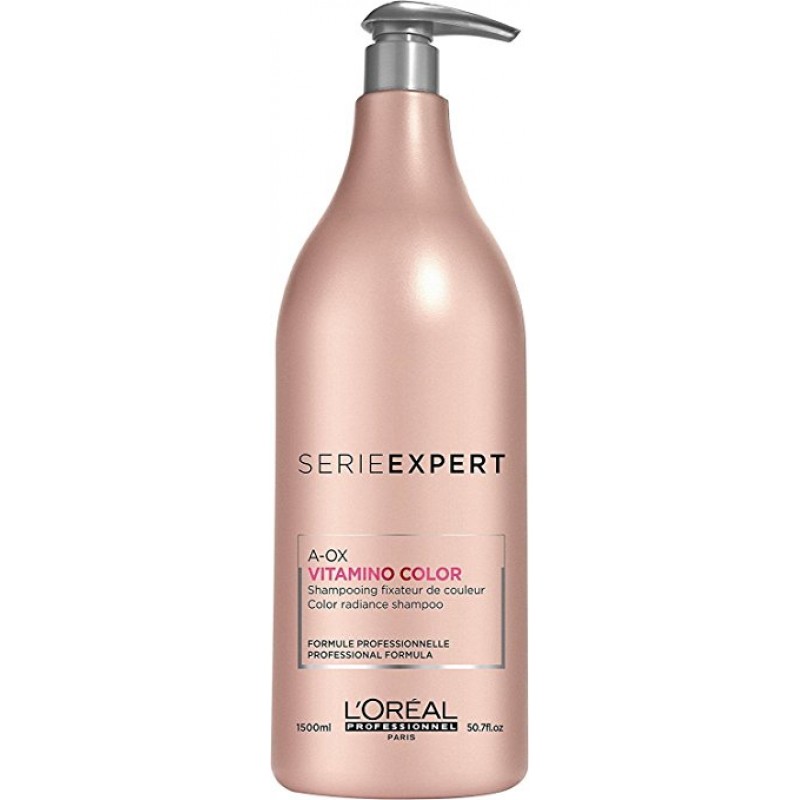 SERIEEXPERT
A-OX
VITAMINO COLOR
Shampooing fixateur de couleur
Color radiance shampoo
FORMULE PROFESSIONNELLE
PROFESSIONAL FORMULA
L'ORÉAL
PROFESSIONNEL
PARIS
1500ml 50.7fl.oz